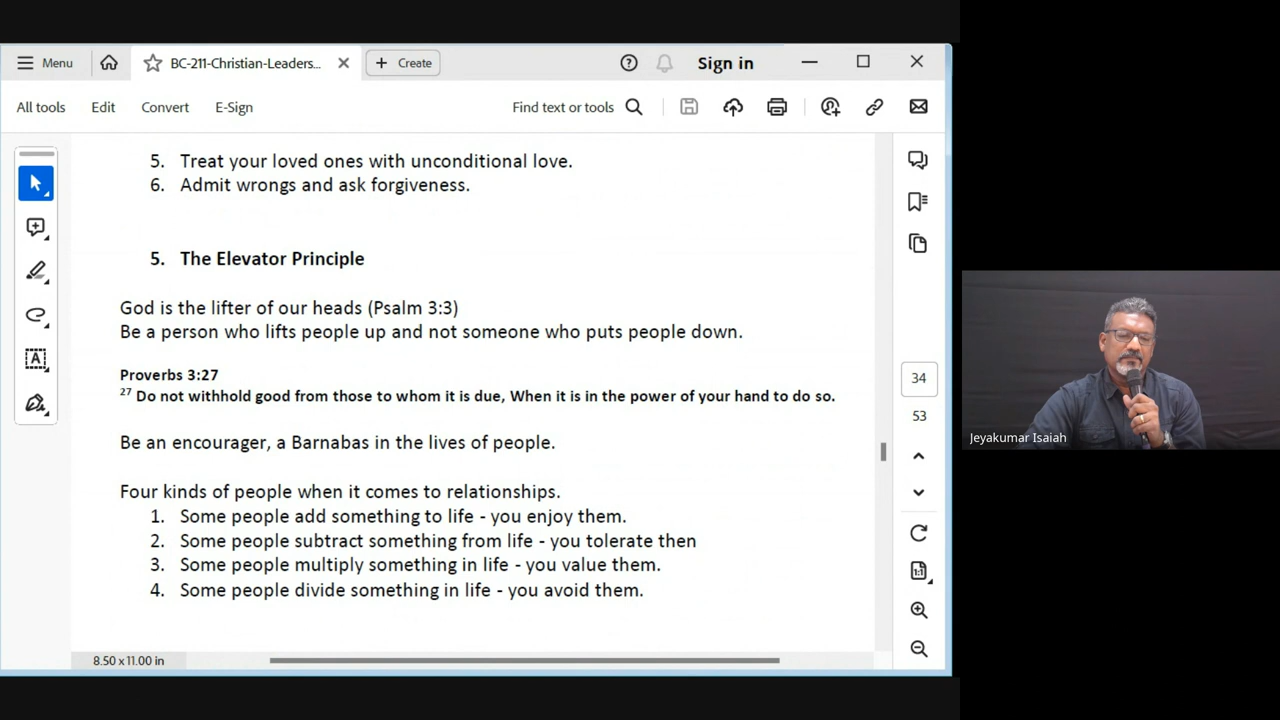 Menu
BC-211-Christian-Leaders...
Create
Sign in
All tools
Edit
Convert
E-Sign
Find text or tools
5. Treat your loved ones with unconditional love.
6. Admit wrongs and ask forgiveness.
5. The Elevator Principle
God is the lifter of our heads (Psalm 3:3)
Be a person who lifts people up and not someone who puts people down.
Proverbs 3:27
27 Do not withhold good from those to whom it is due, When it is in the power of your hand to do so.
Be an encourager, a Barnabas in the lives of people.
Four kinds of people when it comes to relationships.
1. Some people add something to life - you enjoy them.
2. Some people subtract something from life - you tolerate then
3. Some people multiply something in life - you value them.
4. Some people divide something in life - you avoid them.
8.50 x 11.00 in
34
53
1:1
Jeyakumar Isaiah